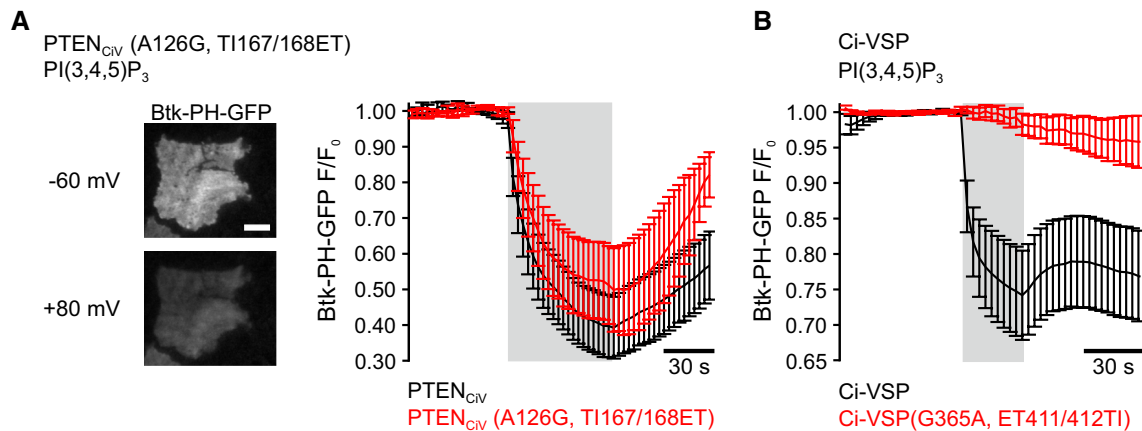 A
PTEN_CiV (A126G, TI167/168ET)
PI(3,4,5)P₃
Btk-PH-GFP
-60 mV
+80 mV
Btk-PH-GFP F/F₀
1.00
0.90
0.80
0.70
0.60
0.50
0.40
0.30
30 s
PTEN_CiV
PTEN_CiV (A126G, TI167/168ET)
B
Ci-VSP
PI(3,4,5)P₃
Btk-PH-GFP F/F₀
1.00
0.95
0.90
0.85
0.80
0.75
0.70
0.65
30 s
Ci-VSP
Ci-VSP(G365A, ET411/412TI)